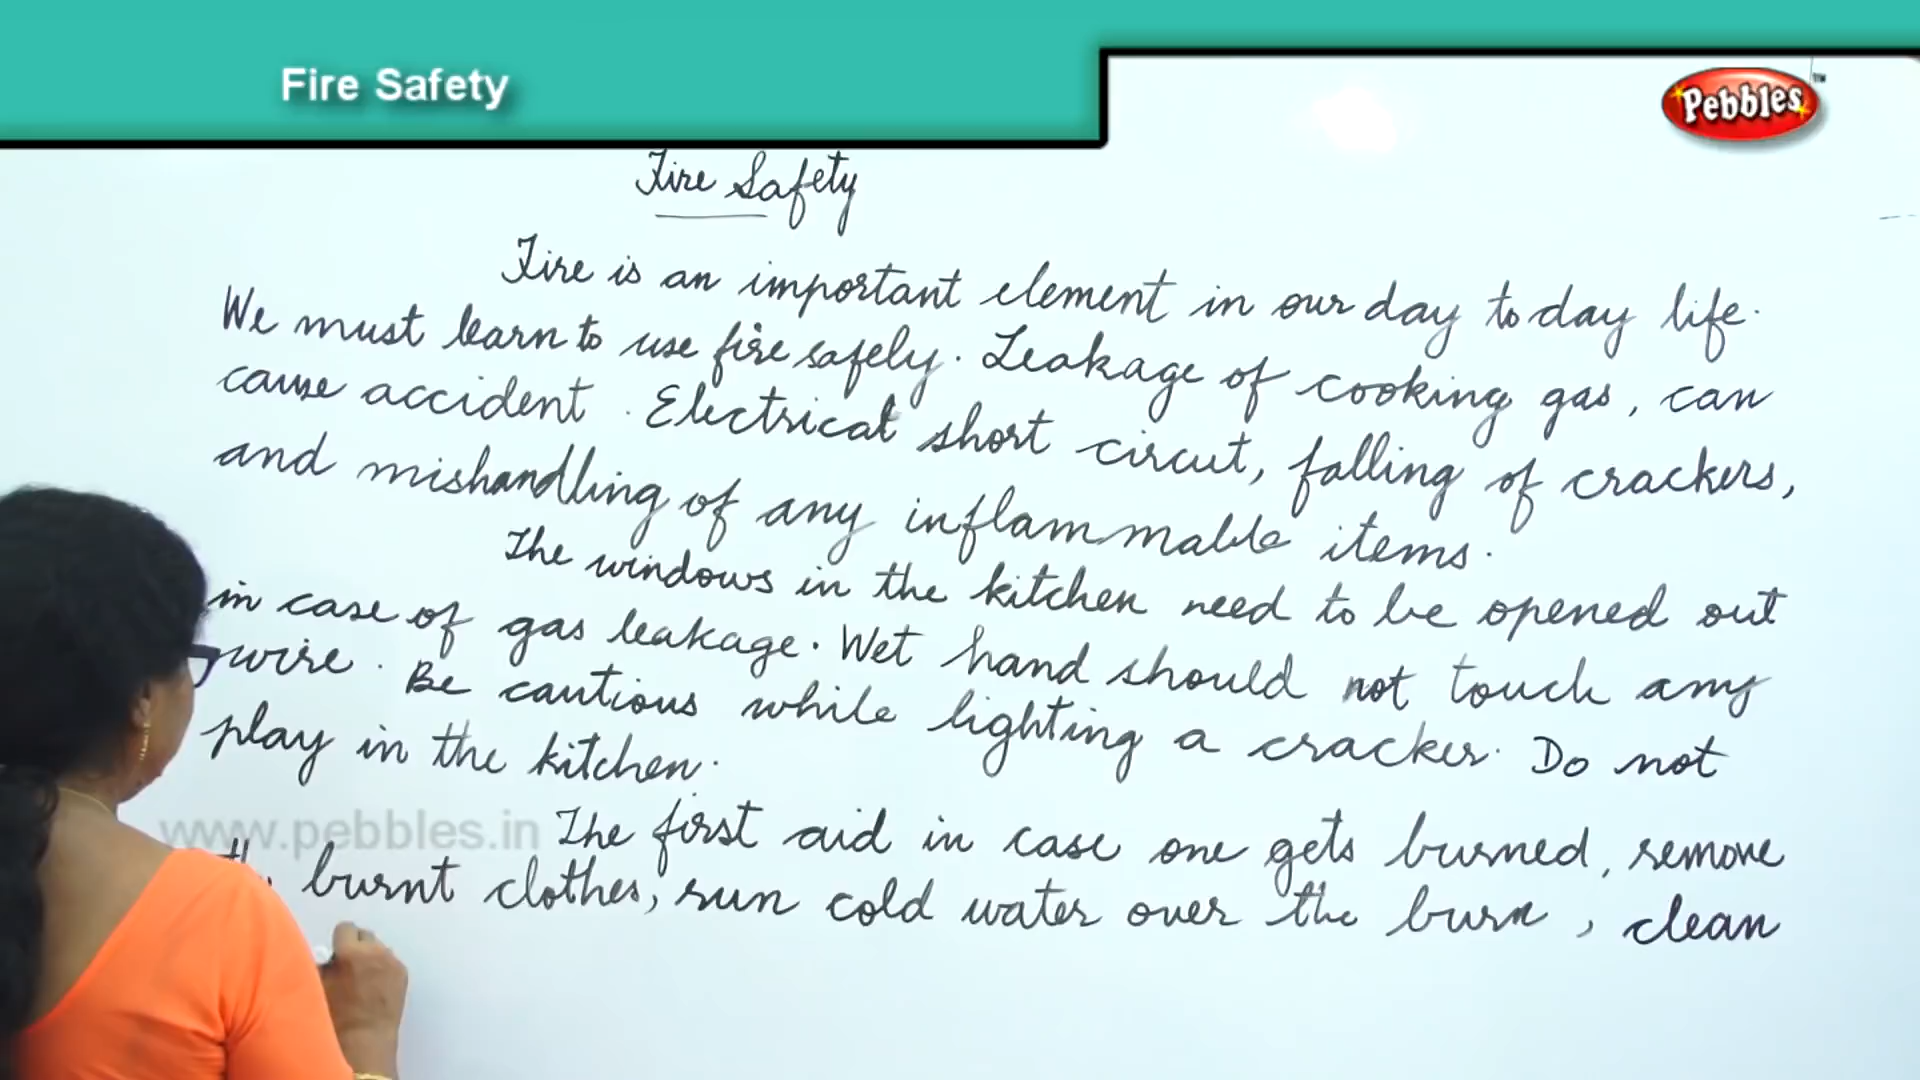 Fire Safety
Pebbles™
Fire Safety
Fire is an important element in our day to day life.
We must learn to use fire safely. Leakage of cooking gas, can
cause accident. Electrical short circut, falling of crackers,
and mishandling of any inflammable items.
The windows in the kitchen need to be opened out
in case of gas leakage. Wet hand should not touch any
wire. Be cautious while lighting a cracker. Do not
play in the kitchen.
www.pebbles.in
The first aid in case one gets burned, remove
burnt clothes, run cold water over the burn, clean